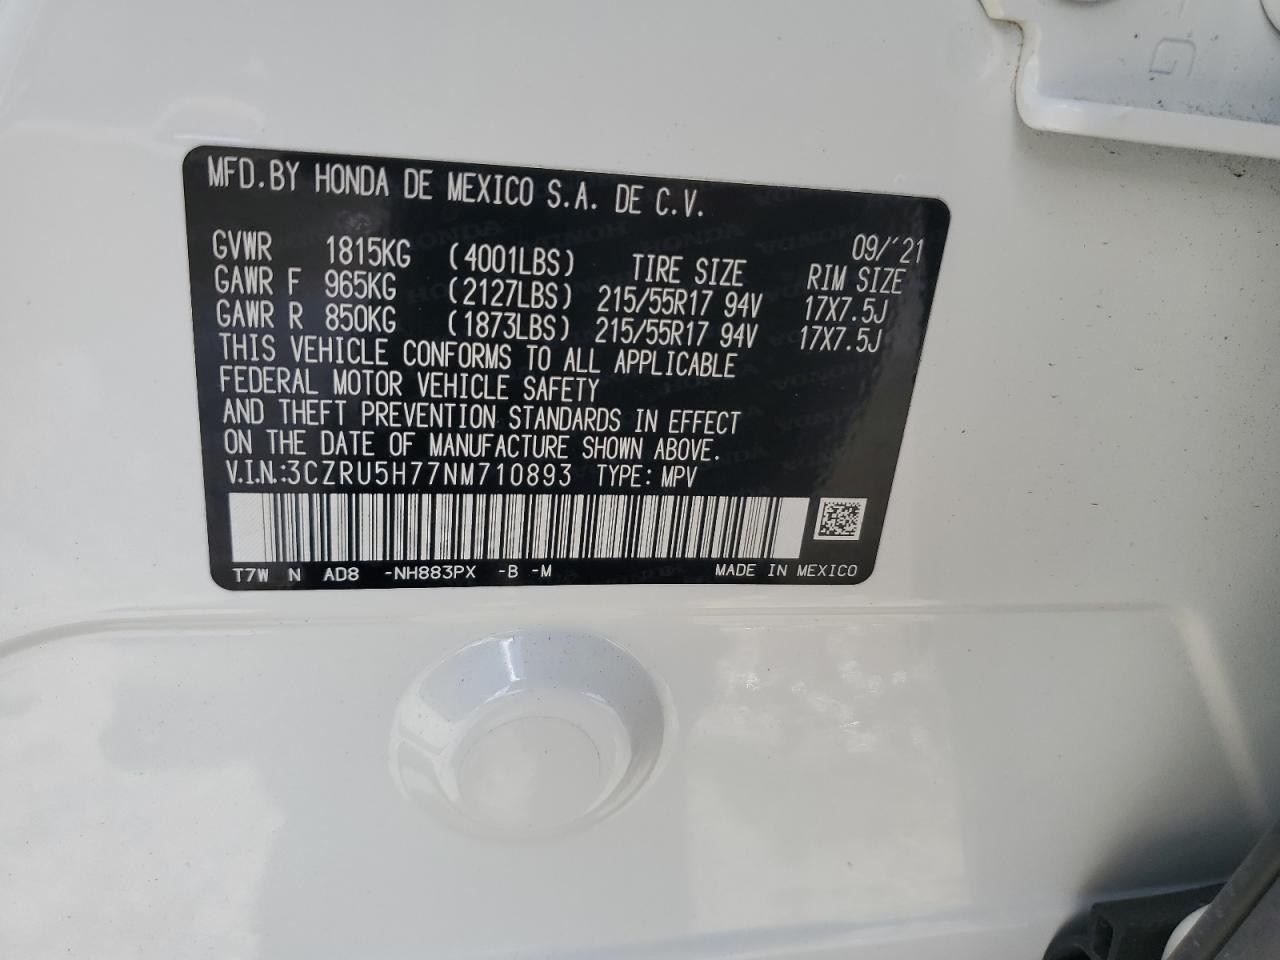 MFD.BY HONDA DE MEXICO S.A. DE C.V.
09/'21
GVWR 1815KG (4001LBS) TIRE SIZE RIM SIZE
GAWR F 965KG (2127LBS) 215/55R17 94V 17X7.5J
GAWR R 850KG (1873LBS) 215/55R17 94V 17X7.5J
THIS VEHICLE CONFORMS TO ALL APPLICABLE
FEDERAL MOTOR VEHICLE SAFETY
AND THEFT PREVENTION STANDARDS IN EFFECT
ON THE DATE OF MANUFACTURE SHOWN ABOVE.
V.I.N.:3CZRU5H77NM710893 TYPE: MPV
T7W N AD8 -NH883PX -B -M MADE IN MEXICO
G